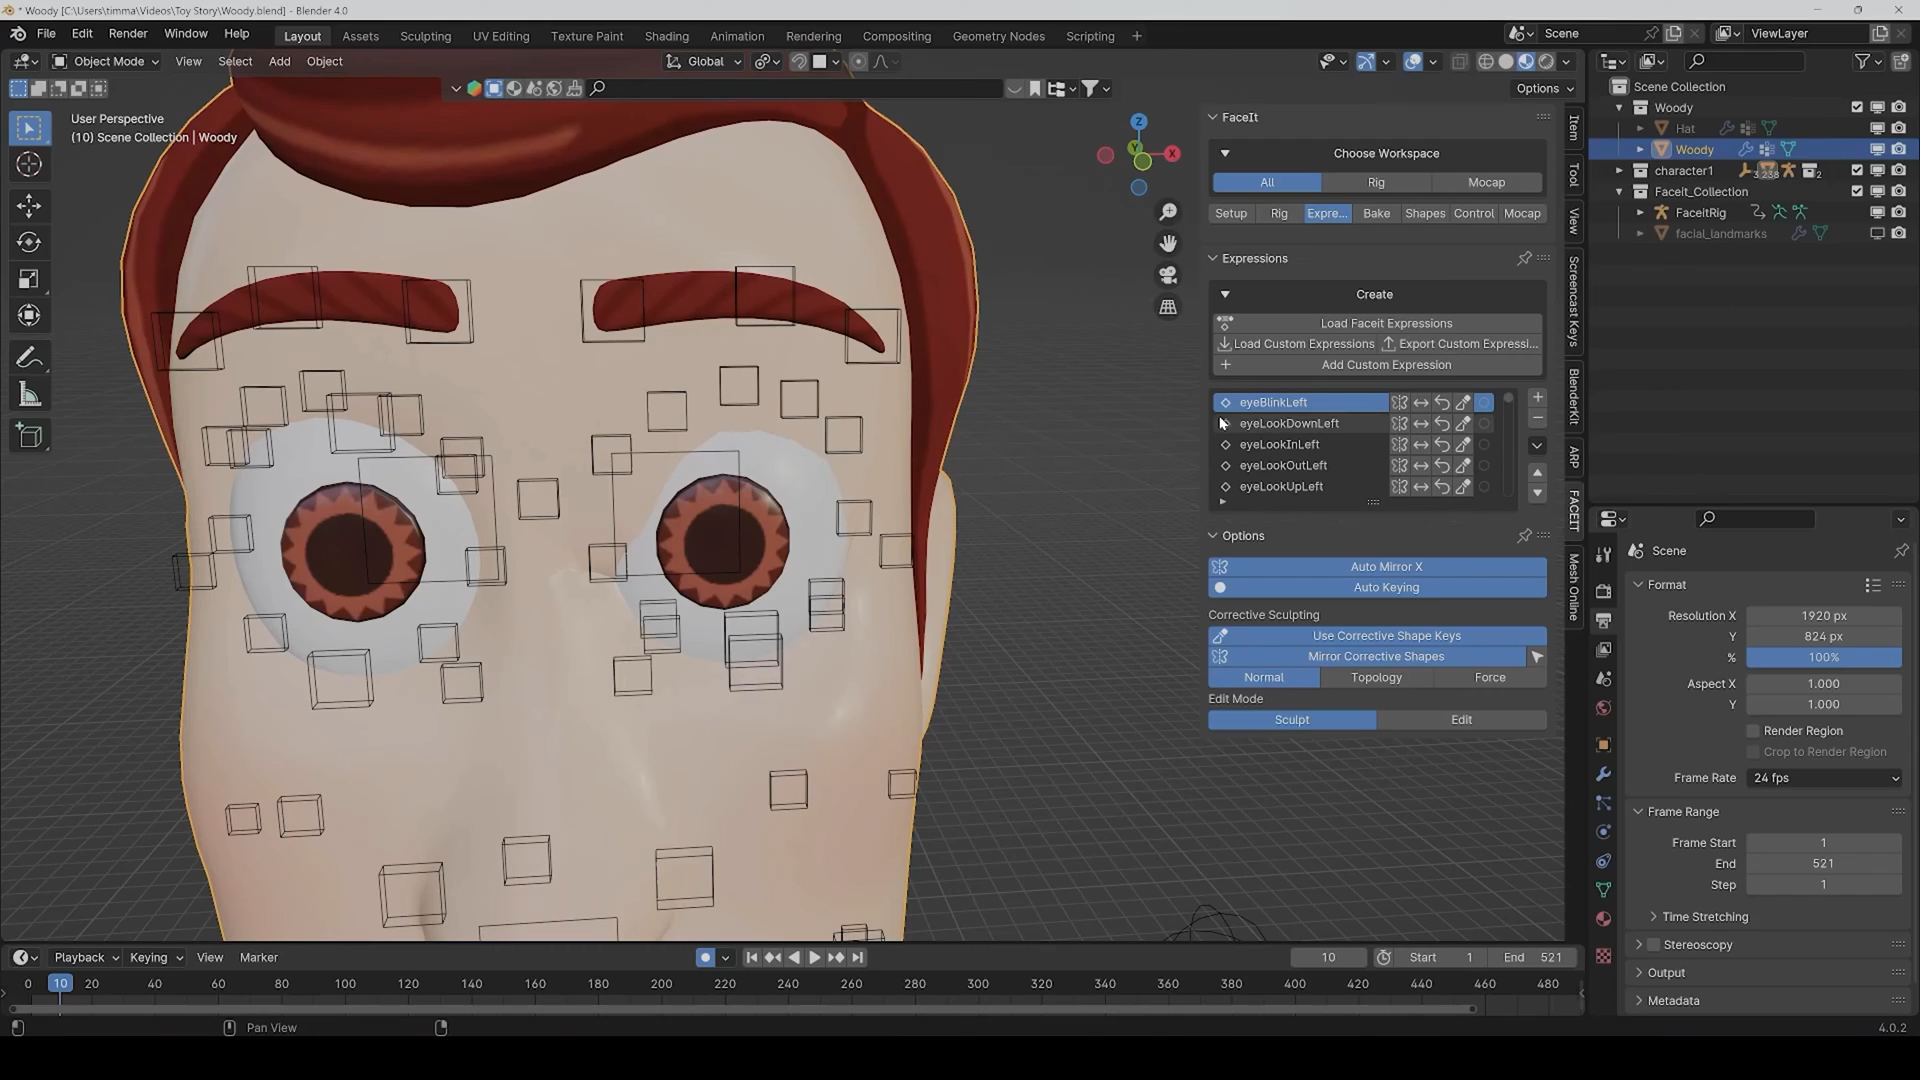 * Woody [C:\Users\timma\Videos\Toy Story\Woody.blend] - Blender 4.0
File Edit Render Window Help Layout Assets Sculpting UV Editing Texture Paint Shading Animation Rendering Compositing Geometry Nodes Scripting Scene ViewLayer
Object Mode View Select Add Object Global
Options
User Perspective
(10) Scene Collection | Woody
Z
Y
X
FaceIt
Choose Workspace
All Rig Mocap
Setup Rig Expre... Bake Shapes Control Mocap
Expressions
Create
Load Faceit Expressions
Load Custom Expressions Export Custom Expressi...
Add Custom Expression
eyeBlinkLeft
eyeLookDownLeft
eyeLookInLeft
eyeLookOutLeft
eyeLookUpLeft
Options
Auto Mirror X
Auto Keying
Corrective Sculpting
Use Corrective Shape Keys
Mirror Corrective Shapes
Normal Topology Force
Edit Mode
Sculpt Edit
Item
Tool
View
Screencast Keys
BlenderKit
ARP
FACEIT
Mesh Online
Scene Collection
Woody
Hat
Woody
character1
3,238
2
Faceit_Collection
FaceitRig
facial_landmarks
Scene
Format
Resolution X 1920 px
Y 824 px
% 100%
Aspect X 1.000
Y 1.000
Render Region
Crop to Render Region
Frame Rate 24 fps
Frame Range
Frame Start 1
End 521
Step 1
Time Stretching
Stereoscopy
Output
Metadata
Playback Keying View Marker 10 Start 1 End 521
0 10 20 40 60 80 100 120 140 160 180 200 220 240 260 280 300 320 340 360 380 400 420 440 460 480
Pan View
4.0.2